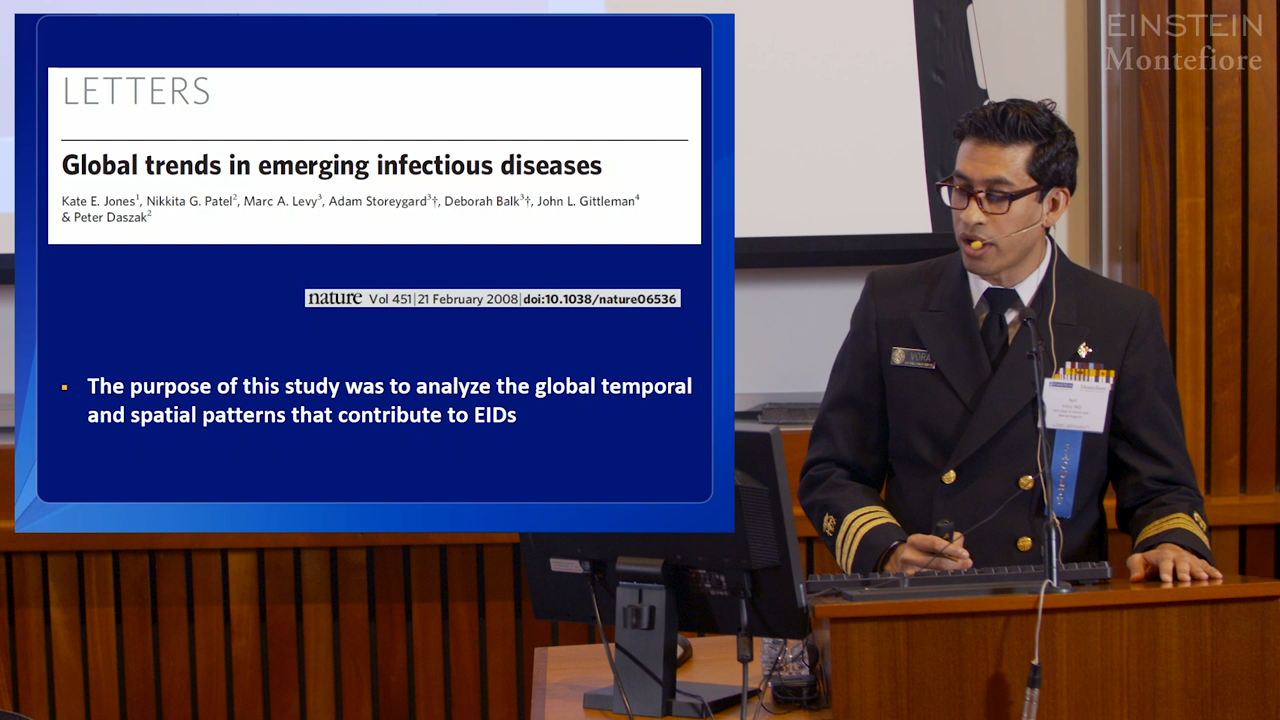 LETTERS
Global trends in emerging infectious diseases
Kate E. Jones1, Nikkita G. Patel2, Marc A. Levy3, Adam Storeygard3†, Deborah Balk3†, John L. Gittleman4
& Peter Daszak2
nature Vol 451|21 February 2008|doi:10.1038/nature06536
▪ The purpose of this study was to analyze the global temporal
and spatial patterns that contribute to EIDs
EINSTEIN
Montefiore
VORA